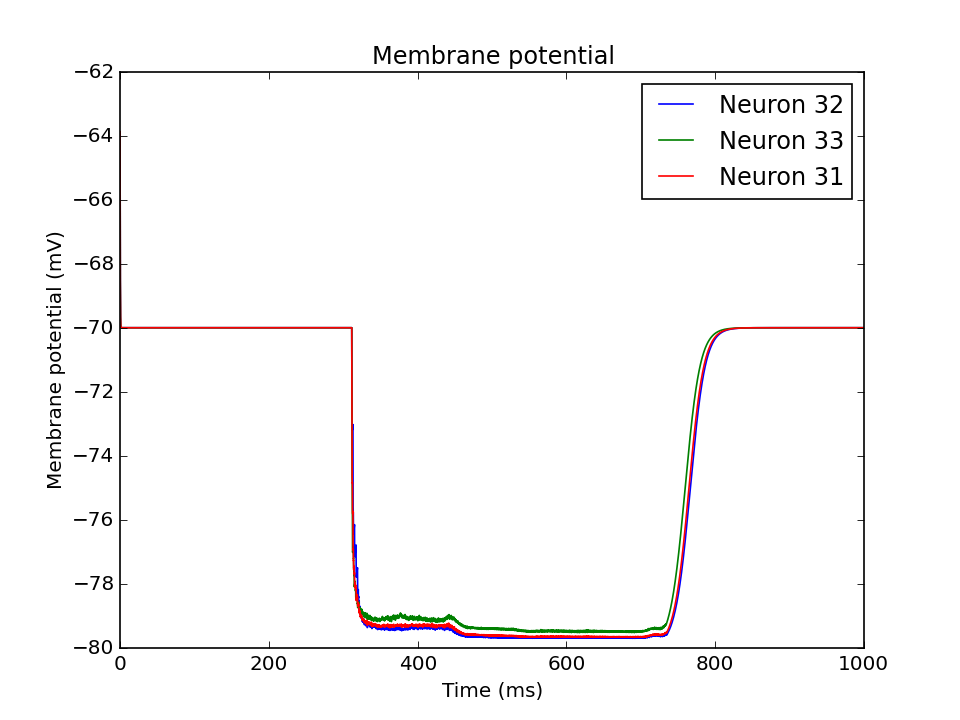 Membrane potential
−62
−64
−66
−68
−70
−72
−74
−76
−78
−80
Membrane potential (mV)
Neuron 32
Neuron 33
Neuron 31
0 200 400 600 800 1000
Time (ms)